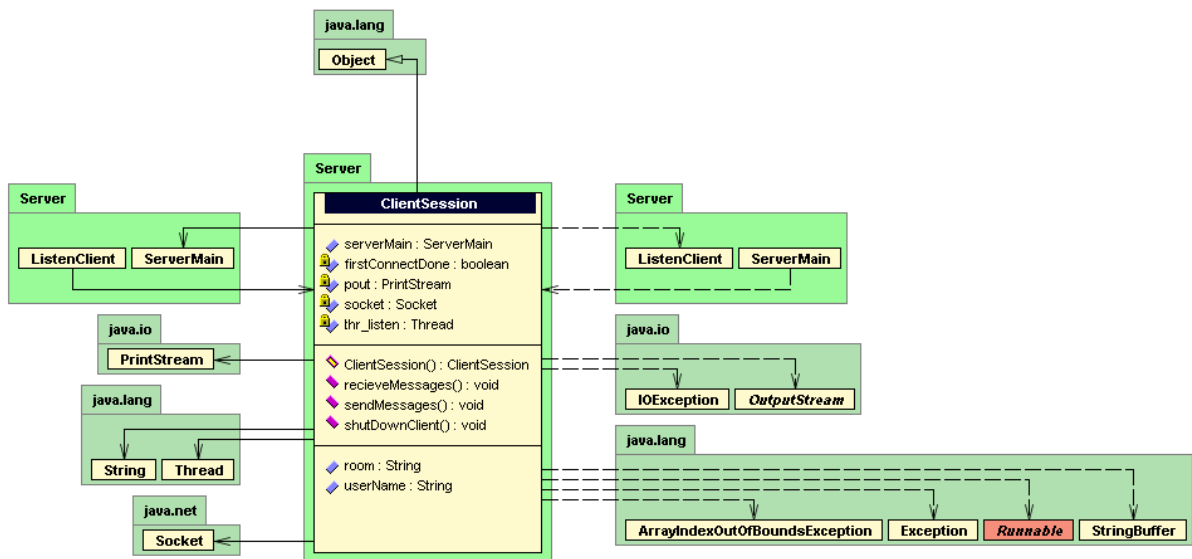 java.lang
Object
Server
ClientSession
serverMain : ServerMain
firstConnectDone : boolean
pout : PrintStream
socket : Socket
thr_listen : Thread
ClientSession() : ClientSession
recieveMessages() : void
sendMessages() : void
shutDownClient() : void
room : String
userName : String
Server
ListenClient
ServerMain
java.io
PrintStream
java.lang
String
Thread
java.net
Socket
Server
ListenClient
ServerMain
java.io
IOException
OutputStream
java.lang
ArrayIndexOutOfBoundsException
Exception
Runnable
StringBuffer